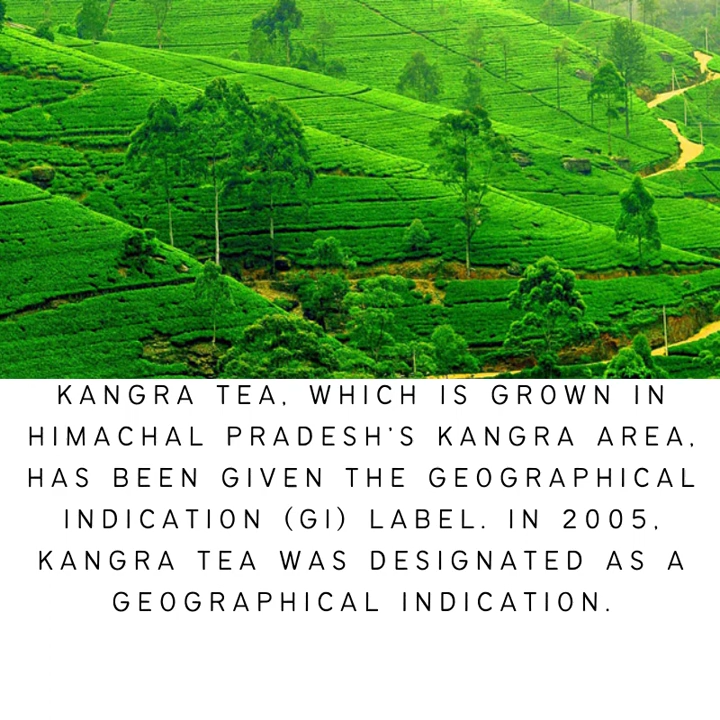 KANGRA TEA, WHICH IS GROWN IN
HIMACHAL PRADESH'S KANGRA AREA,
HAS BEEN GIVEN THE GEOGRAPHICAL
INDICATION (GI) LABEL. IN 2005,
KANGRA TEA WAS DESIGNATED AS A
GEOGRAPHICAL INDICATION.